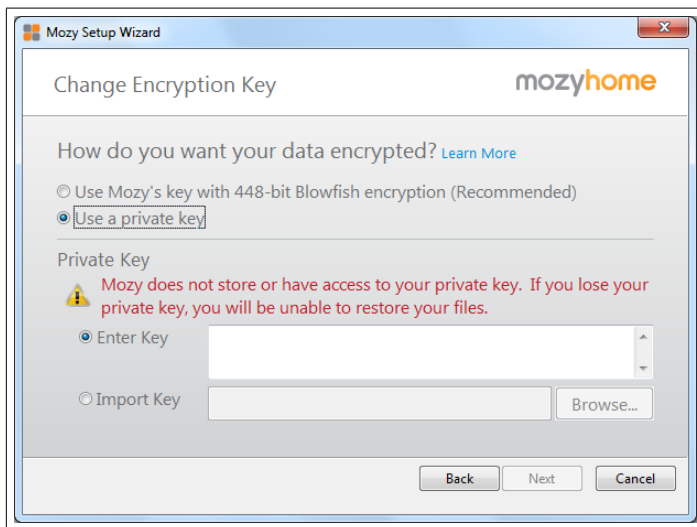 Mozy Setup Wizard
Change Encryption Key
mozyhome
How do you want your data encrypted? Learn More
Use Mozy's key with 448-bit Blowfish encryption (Recommended)
Use a private key
Private Key
Mozy does not store or have access to your private key. If you lose your
private key, you will be unable to restore your files.
Enter Key
Import Key
Browse...
Back
Next
Cancel